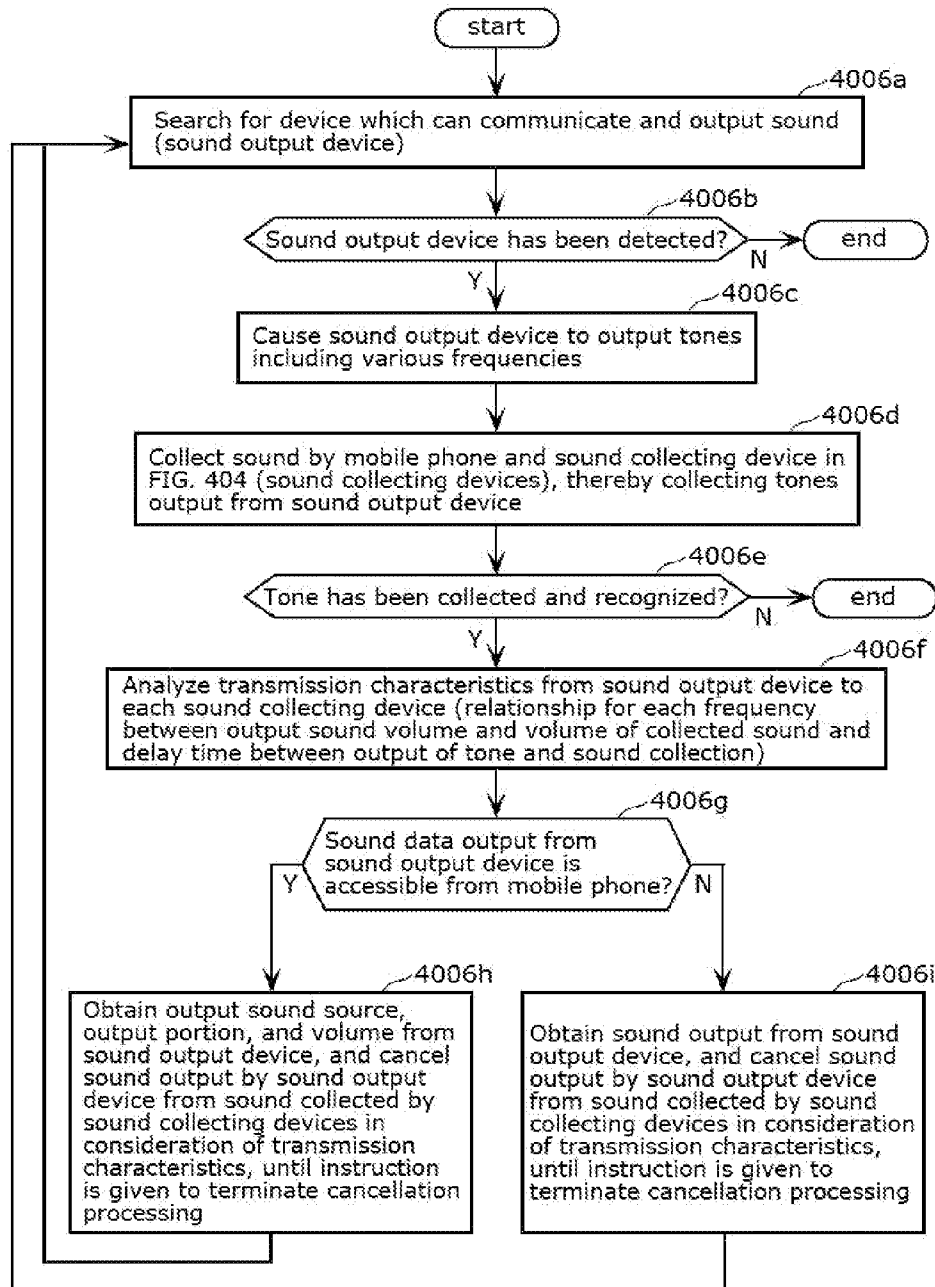 start
4006a
Search for device which can communicate and output sound
(sound output device)
4006b
Sound output device has been detected?
N
end
Y
4006c
Cause sound output device to output tones
including various frequencies
4006d
Collect sound by mobile phone and sound collecting device in
FIG. 404 (sound collecting devices), thereby collecting tones
output from sound output device
4006e
Tone has been collected and recognized?
N
end
Y
4006f
Analyze transmission characteristics from sound output device to
each sound collecting device (relationship for each frequency
between output sound volume and volume of collected sound and
delay time between output of tone and sound collection)
4006g
Sound data output from
sound output device is
accessible from mobile phone?
Y
N
4006h
Obtain output sound source,
output portion, and volume from
sound output device, and cancel
sound output by sound output
device from sound collected by
sound collecting devices in
consideration of transmission
characteristics, until instruction
is given to terminate cancellation
processing
4006i
Obtain sound output from sound
output device, and cancel sound
output by sound output device
from sound collected by sound
collecting devices in consideration
of transmission characteristics,
until instruction is given to
terminate cancellation processing